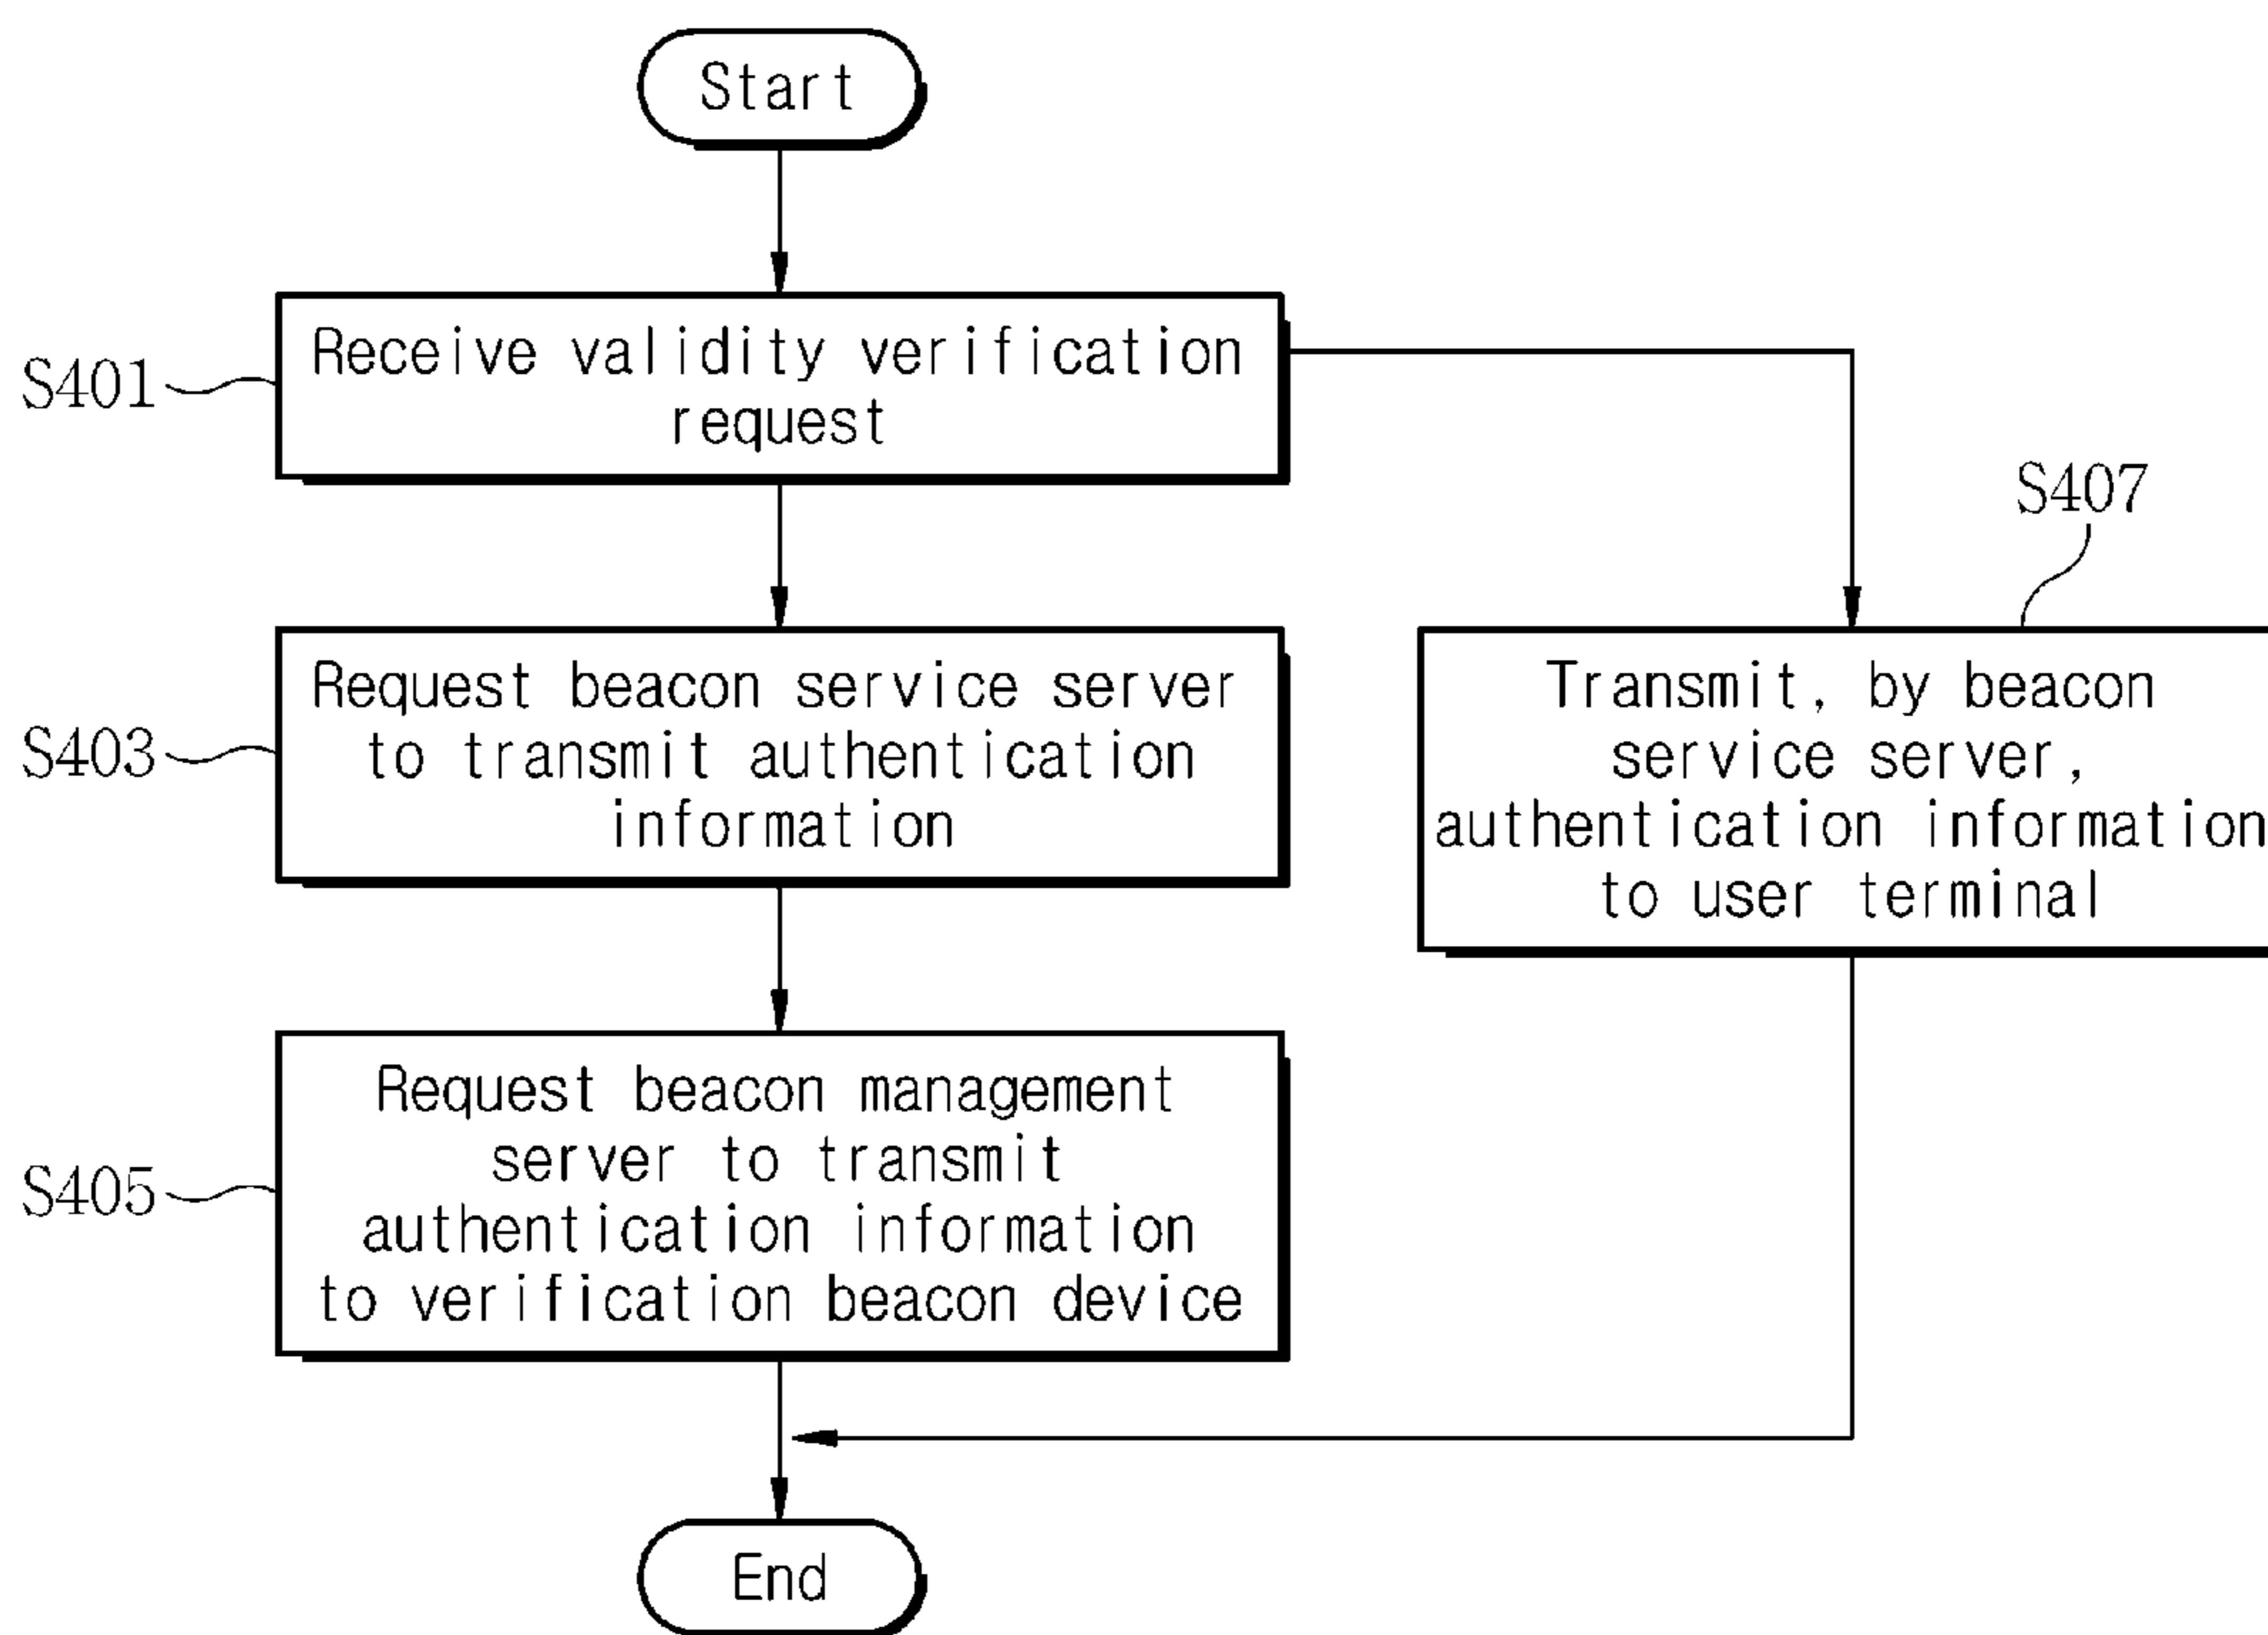 Start
S401
Receive validity verification
request
S407
S403
Request beacon service server
to transmit authentication
information
Transmit, by beacon
service server,
authentication information
to user terminal
S405
Request beacon management
server to transmit
authentication information
to verification beacon device
End